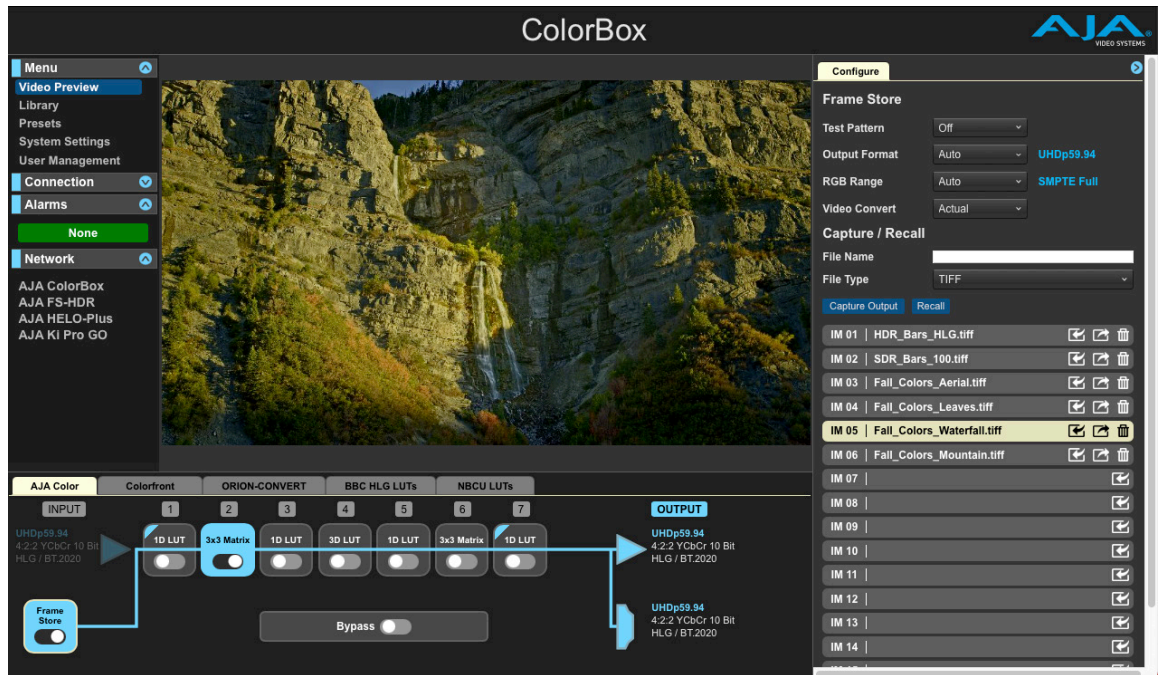 ColorBox
AJA
VIDEO SYSTEMS
Menu
Video Preview
Library
Presets
System Settings
User Management
Connection
Alarms
None
Network
AJA ColorBox
AJA FS-HDR
AJA HELO-Plus
AJA Ki Pro GO
Configure
Frame Store
Test Pattern Off
Output Format Auto UHDp59.94
RGB Range Auto SMPTE Full
Video Convert Actual
Capture / Recall
File Name
File Type TIFF
Capture Output Recall
IM 01 | HDR_Bars_HLG.tiff
IM 02 | SDR_Bars_100.tiff
IM 03 | Fall_Colors_Aerial.tiff
IM 04 | Fall_Colors_Leaves.tiff
IM 05 | Fall_Colors_Waterfall.tiff
IM 06 | Fall_Colors_Mountain.tiff
IM 07 |
IM 08 |
IM 09 |
IM 10 |
IM 11 |
IM 12 |
IM 13 |
IM 14 |
AJA Color Colorfront ORION-CONVERT BBC HLG LUTs NBCU LUTs
INPUT 1 2 3 4 5 6 7 OUTPUT
UHDp59.94
4:2:2 YCbCr 10 Bit
HLG / BT.2020
1D LUT 3x3 Matrix 1D LUT 3D LUT 1D LUT 3x3 Matrix 1D LUT
UHDp59.94
4:2:2 YCbCr 10 Bit
HLG / BT.2020
Frame
Store
Bypass
UHDp59.94
4:2:2 YCbCr 10 Bit
HLG / BT.2020